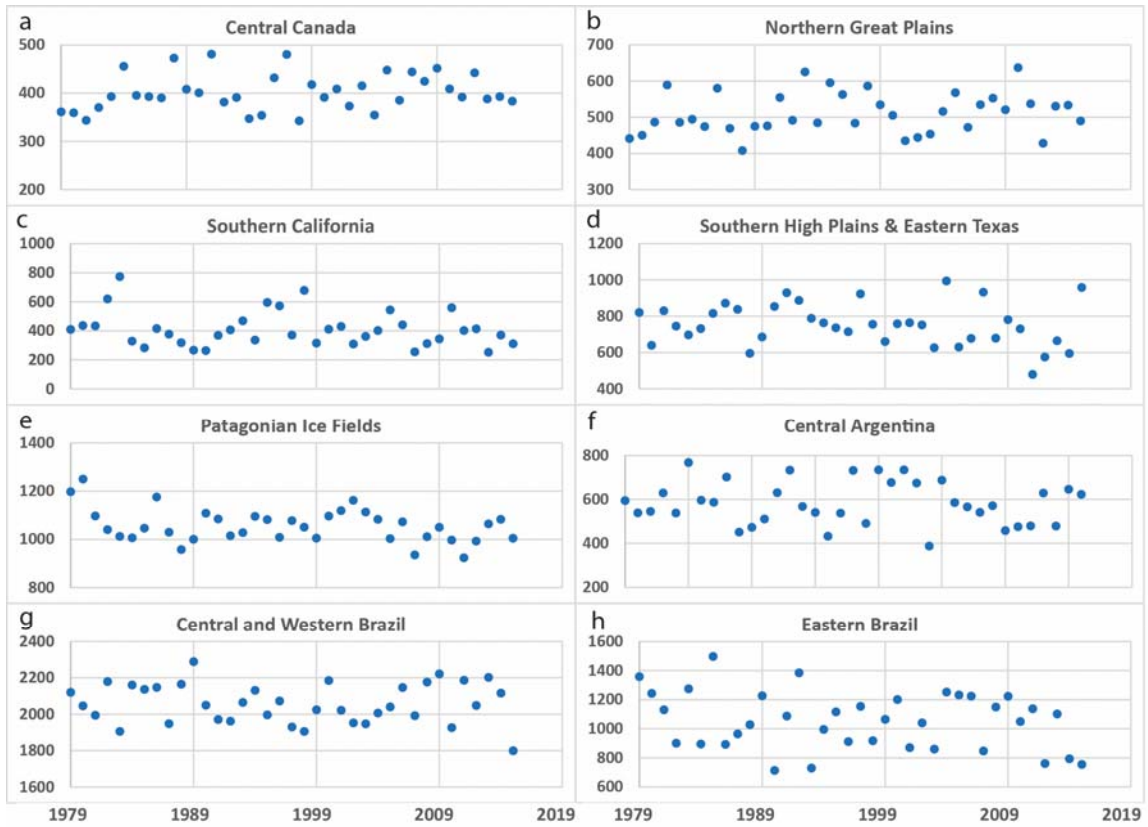 a
Central Canada
500
400
300
200
b
Northern Great Plains
700
600
500
400
300
c
Southern California
1000
800
600
400
200
0
d
Southern High Plains & Eastern Texas
1200
1000
800
600
400
e
Patagonian Ice Fields
1400
1200
1000
800
f
Central Argentina
800
600
400
200
g
Central and Western Brazil
2400
2200
2000
1800
1600
1979 1989 1999 2009 2019
h
Eastern Brazil
1600
1400
1200
1000
800
600
1979 1989 1999 2009 2019